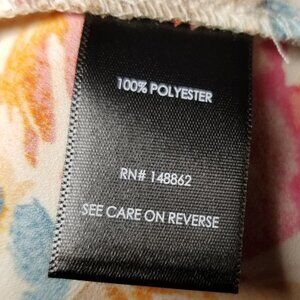 100% POLYESTER
RN# 148862
SEE CARE ON REVERSE